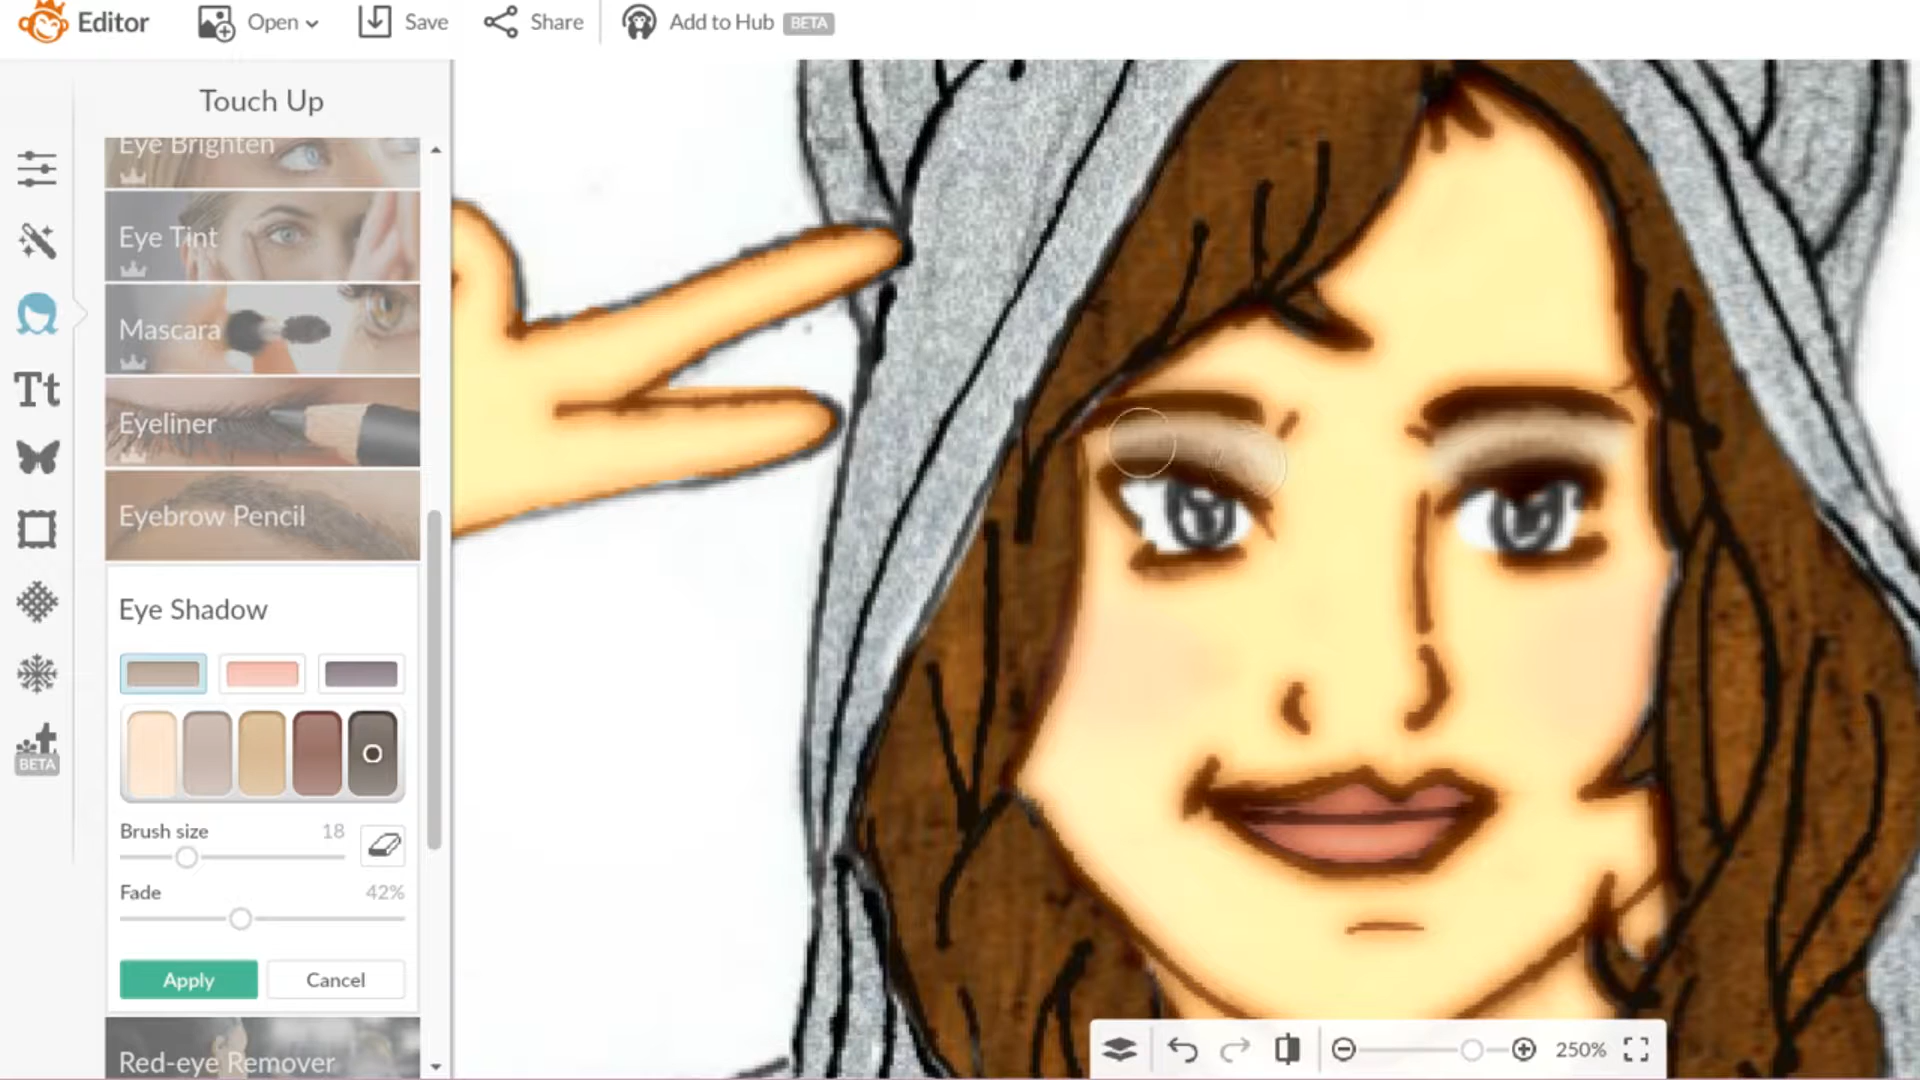 Editor
Open
Save
Share
Add to Hub BETA
Touch Up
Eye Brighten
Eye Tint
Mascara
Eyeliner
Eyebrow Pencil
Eye Shadow
Tt
BETA
Brush size 18
Fade 42%
Apply
Cancel
Red-eye Remover
250%